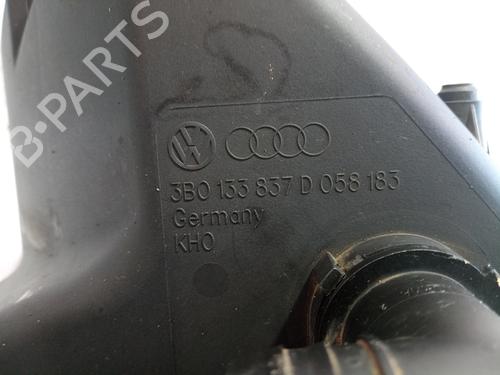 B-PARTS
3B0 133 837 D 058 183
Germany
KHO